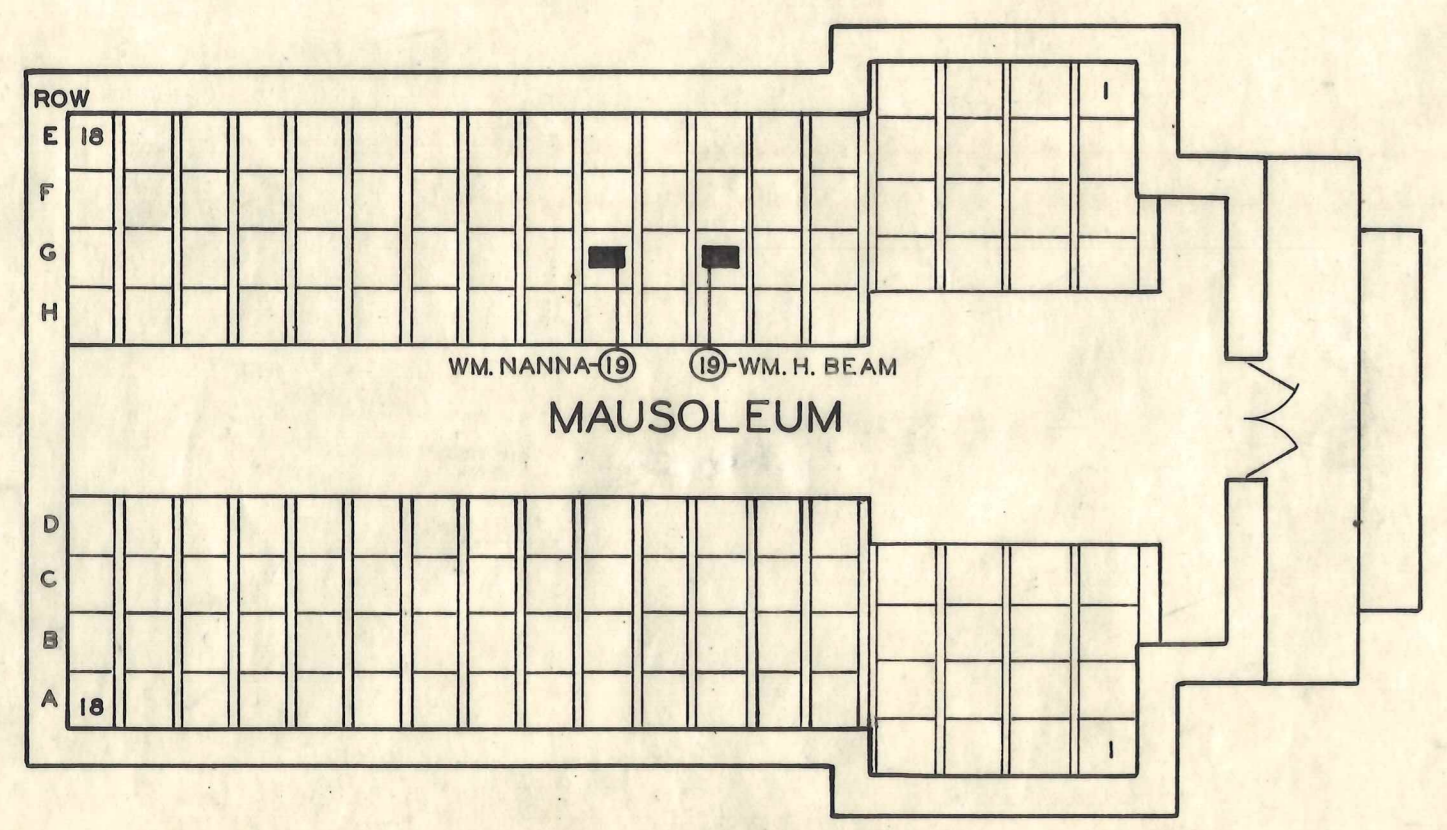 ROW
E 18
F
G
H
1
WM. NANNA-19
19-WM. H. BEAM
MAUSOLEUM
D
C
B
A 18
1